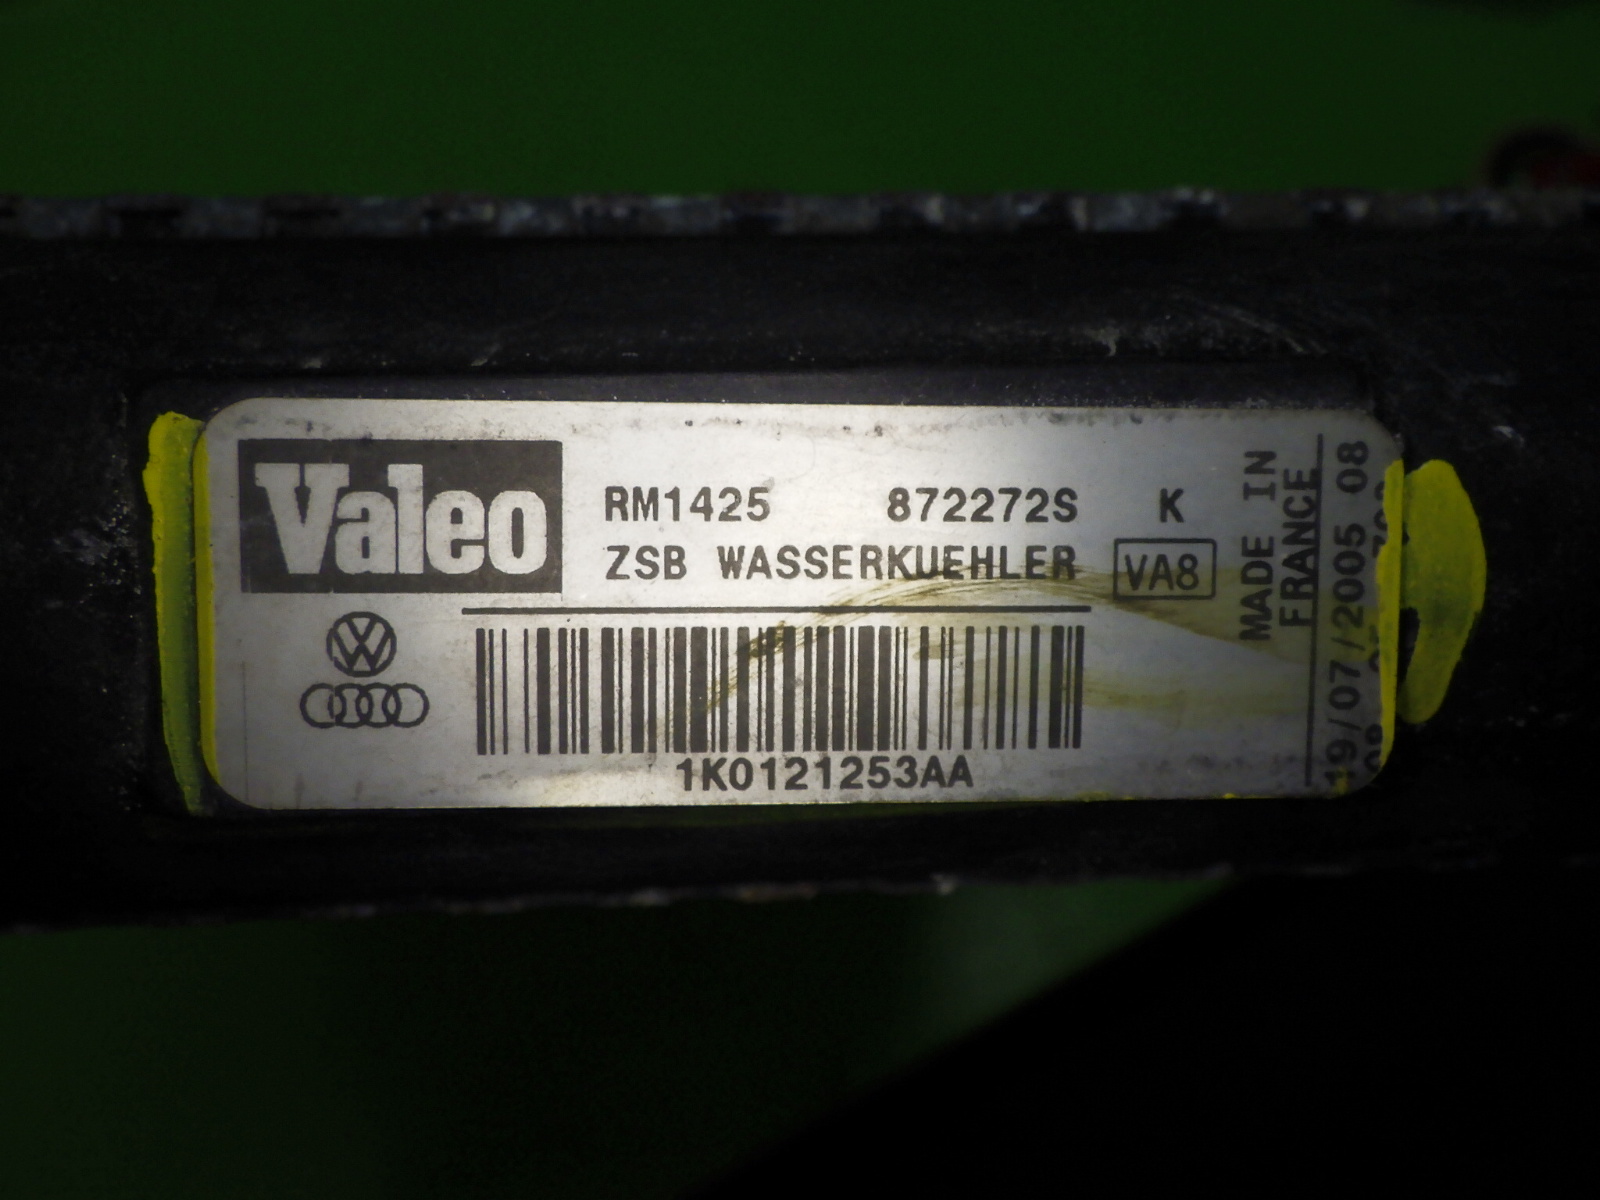 Valeo
RM1425 872272S K
ZSB WASSERKUEHLER VA8
1K0121253AA
MADE IN
FRANCE
19/07/2005 08